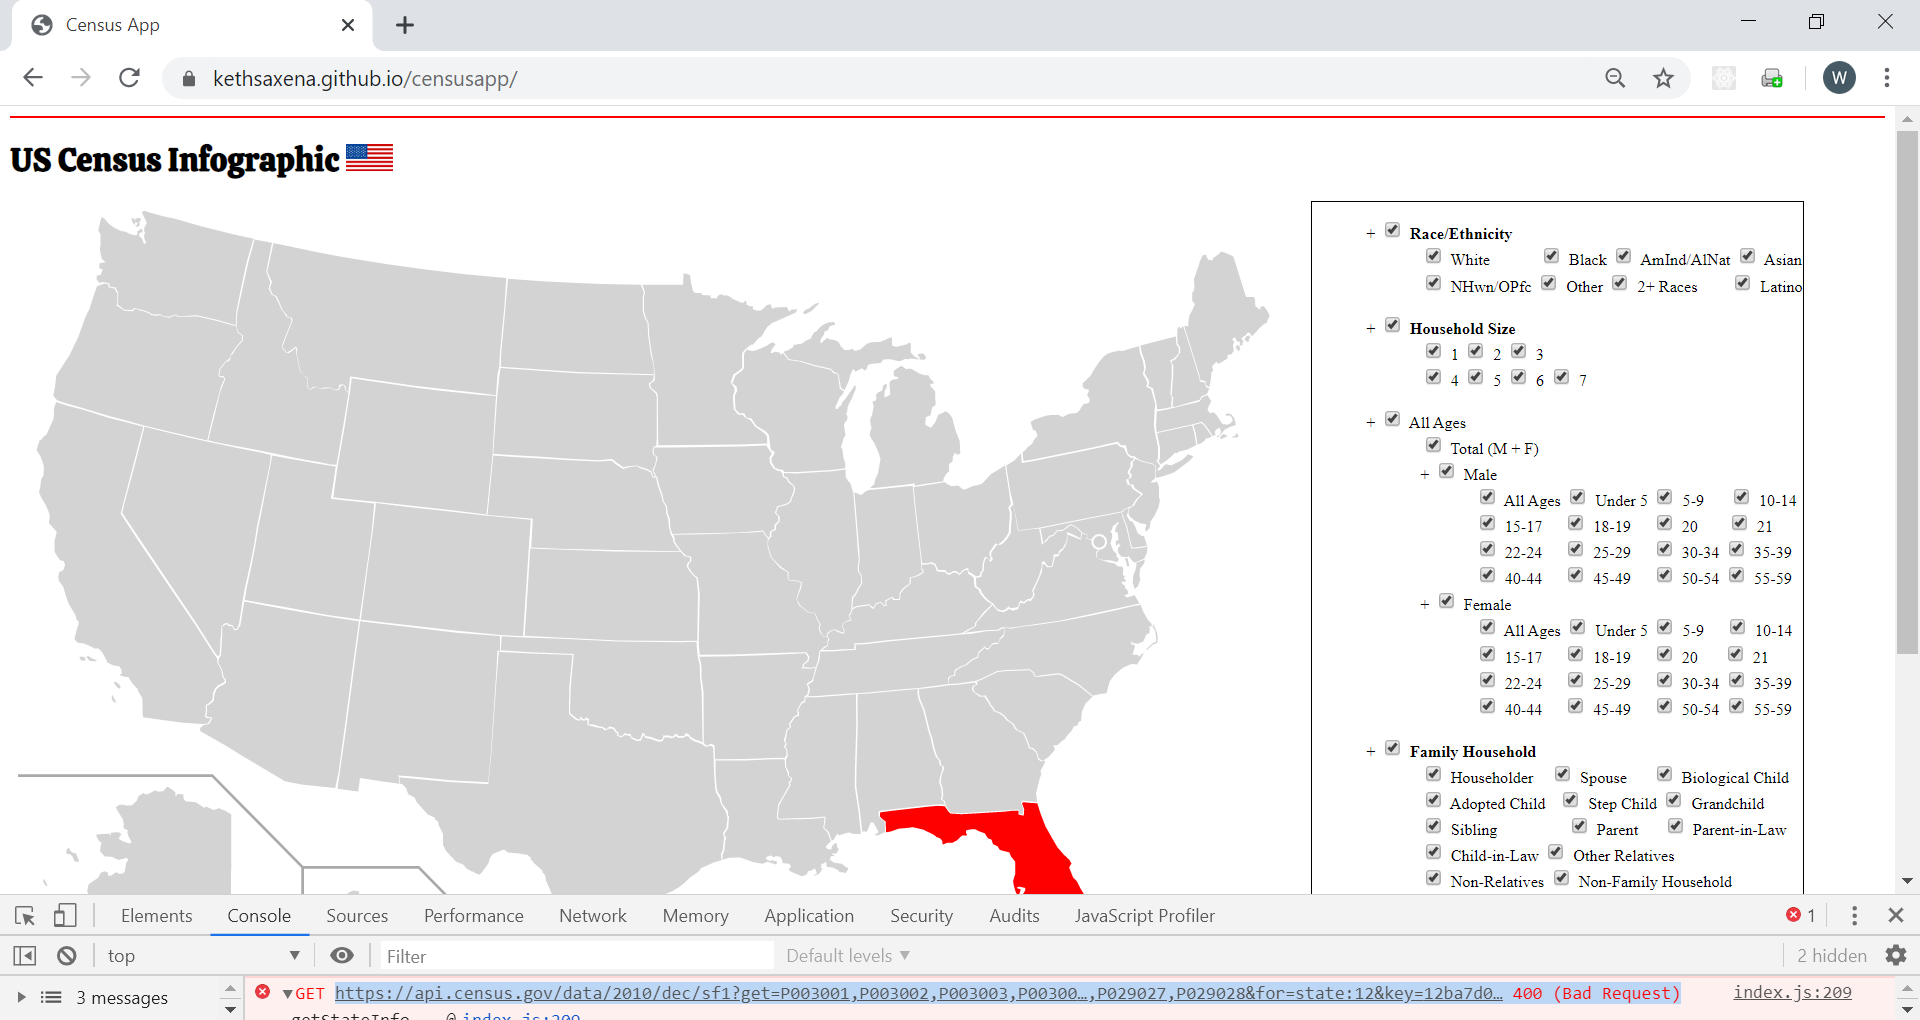 Census App
kethsaxena.github.io/censusapp/
W
US Census Infographic
+ Race/Ethnicity
White Black AmInd/AlNat Asian
NHwn/OPfc Other 2+ Races Latino
+ Household Size
1 2 3
4 5 6 7
+ All Ages
Total (M + F)
+ Male
All Ages Under 5 5-9 10-14
15-17 18-19 20 21
22-24 25-29 30-34 35-39
40-44 45-49 50-54 55-59
+ Female
All Ages Under 5 5-9 10-14
15-17 18-19 20 21
22-24 25-29 30-34 35-39
40-44 45-49 50-54 55-59
+ Family Household
Householder Spouse Biological Child
Adopted Child Step Child Grandchild
Sibling Parent Parent-in-Law
Child-in-Law Other Relatives
Non-Relatives Non-Family Household
Elements Console Sources Performance Network Memory Application Security Audits JavaScript Profiler 1
top Filter Default levels 2 hidden
3 messages
GET https://api.census.gov/data/2010/dec/sf1?get=P003001,P003002,P003003,P00300…,P029027,P029028&for=state:12&key=12ba7d0… 400 (Bad Request) index.js:209
getStateInfo @ index.js:209